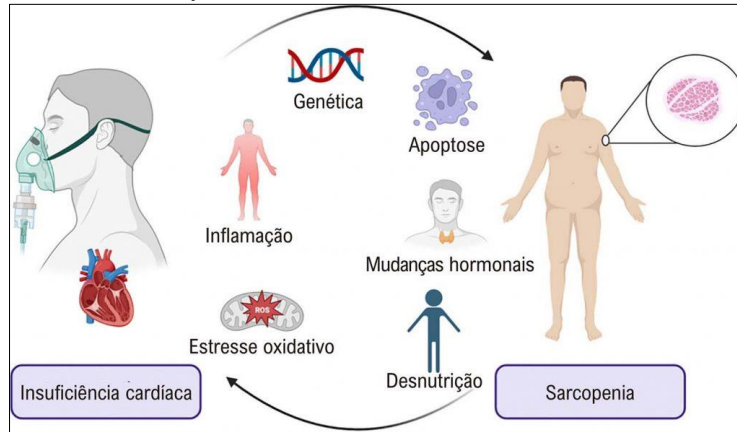 Genética
Apoptose
Inflamação
Mudanças hormonais
ROS
Estresse oxidativo
Desnutrição
Insuficiência cardíaca
Sarcopenia